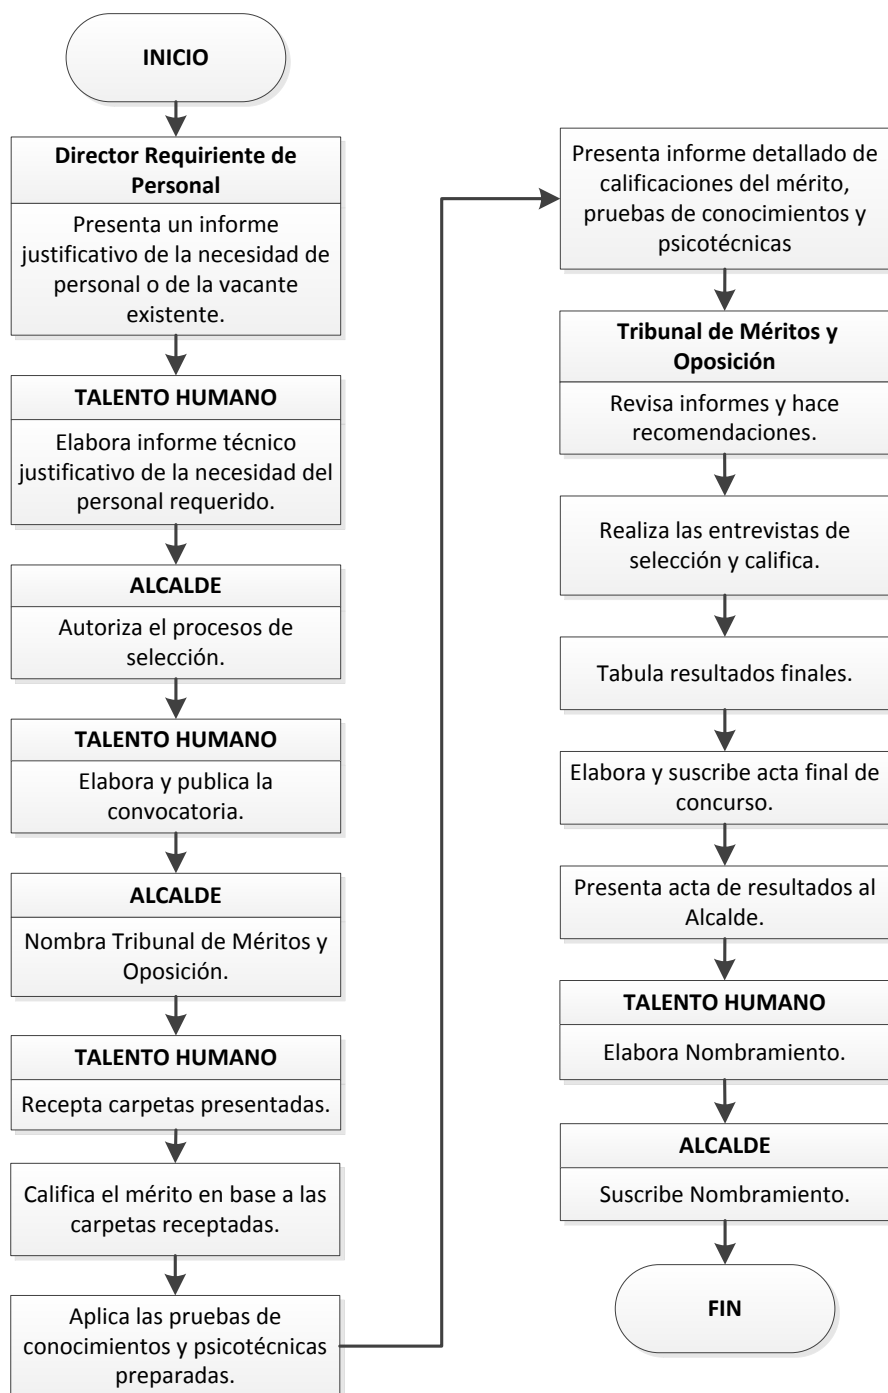 INICIO
Director Requiriente de
Personal
Presenta un informe
justificativo de la necesidad de
personal o de la vacante
existente.
TALENTO HUMANO
Elabora informe técnico
justificativo de la necesidad del
personal requerido.
ALCALDE
Autoriza el procesos de
selección.
TALENTO HUMANO
Elabora y publica la
convocatoria.
ALCALDE
Nombra Tribunal de Méritos y
Oposición.
TALENTO HUMANO
Recepta carpetas presentadas.
Califica el mérito en base a las
carpetas receptadas.
Aplica las pruebas de
conocimientos y psicotécnicas
preparadas.
Presenta informe detallado de
calificaciones del mérito,
pruebas de conocimientos y
psicotécnicas
Tribunal de Méritos y
Oposición
Revisa informes y hace
recomendaciones.
Realiza las entrevistas de
selección y califica.
Tabula resultados finales.
Elabora y suscribe acta final de
concurso.
Presenta acta de resultados al
Alcalde.
TALENTO HUMANO
Elabora Nombramiento.
ALCALDE
Suscribe Nombramiento.
FIN